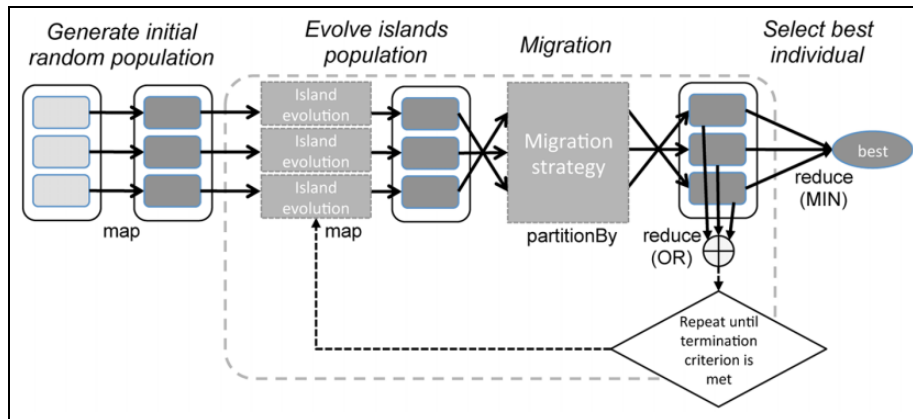 Generate initial
random population
Evolve islands
population
Migration
Select best
individual
Island
evolution
Island
evolution
Island
evolution
Migration
strategy
best
map
map
partitionBy
reduce
(OR)
reduce
(MIN)
Repeat until
termination
criterion is
met